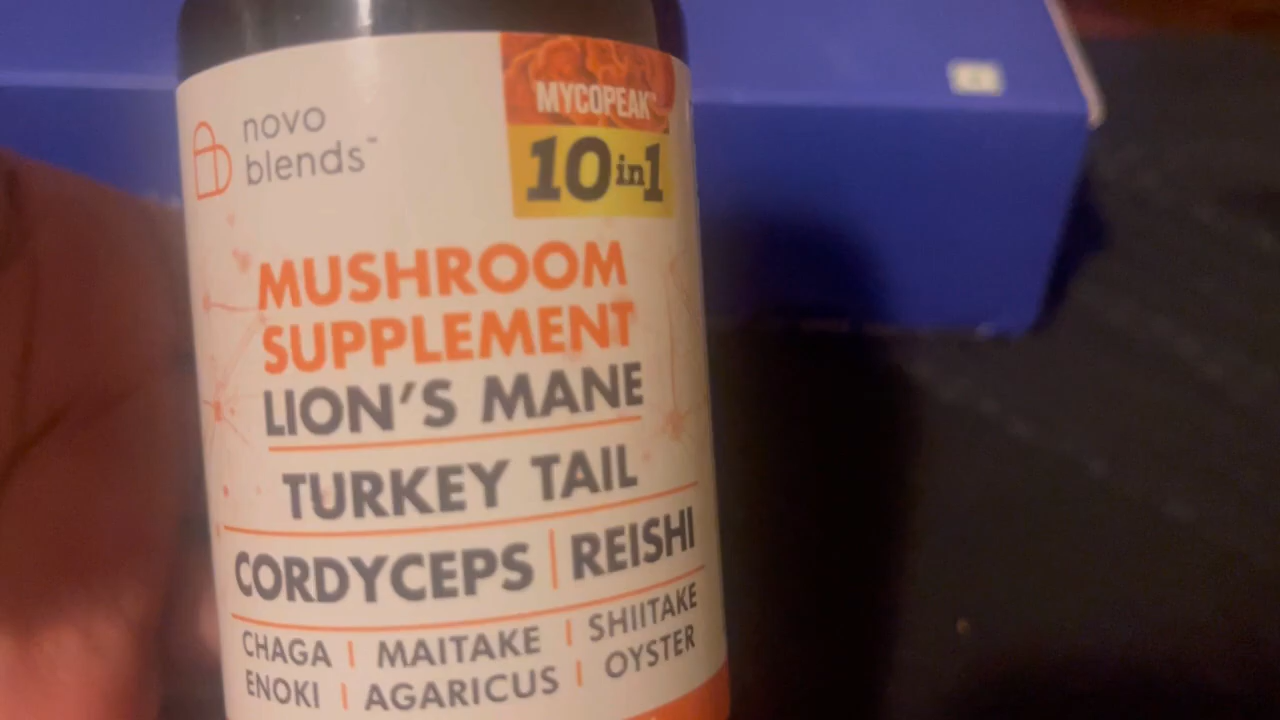 novo
blends™
MYCOPEAK™
10 in 1
MUSHROOM
SUPPLEMENT
LION'S MANE
TURKEY TAIL
CORDYCEPS | REISHI
CHAGA | MAITAKE | SHIITAKE
ENOKI | AGARICUS | OYSTER